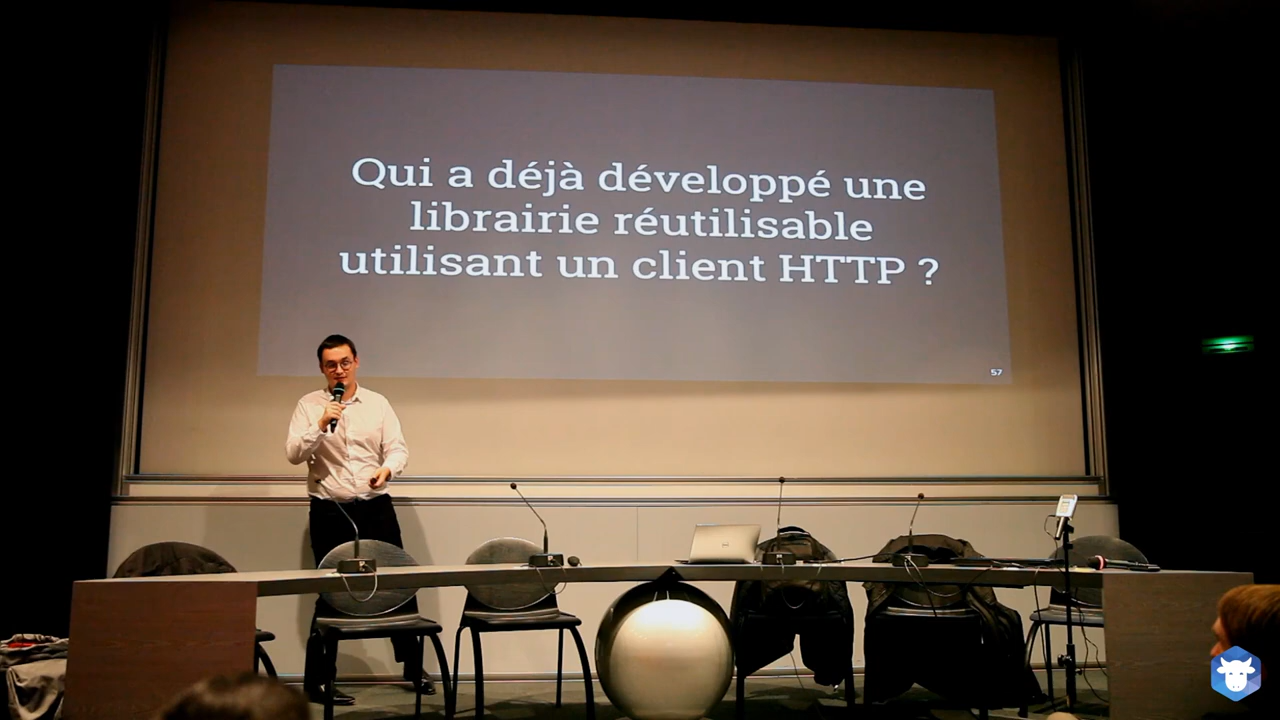 Qui a déjà développé une
librairie réutilisable
utilisant un client HTTP ?
57